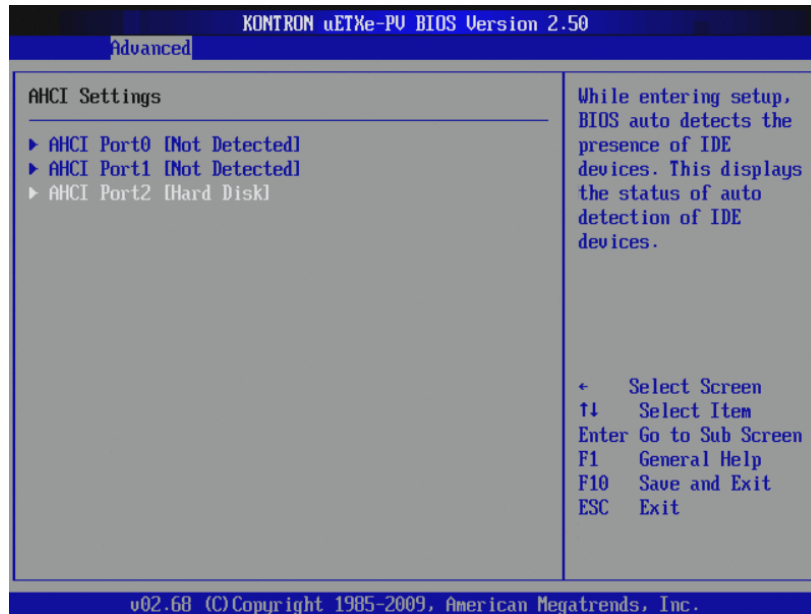 KONTRON uETXe-PV BIOS Version 2.50
Advanced
AHCI Settings
▶ AHCI Port0 [Not Detected]
▶ AHCI Port1 [Not Detected]
▶ AHCI Port2 [Hard Disk]
While entering setup,
BIOS auto detects the
presence of IDE
devices. This displays
the status of auto
detection of IDE
devices.
← Select Screen
↑↓ Select Item
Enter Go to Sub Screen
F1 General Help
F10 Save and Exit
ESC Exit
v02.68 (C)Copyright 1985-2009, American Megatrends, Inc.